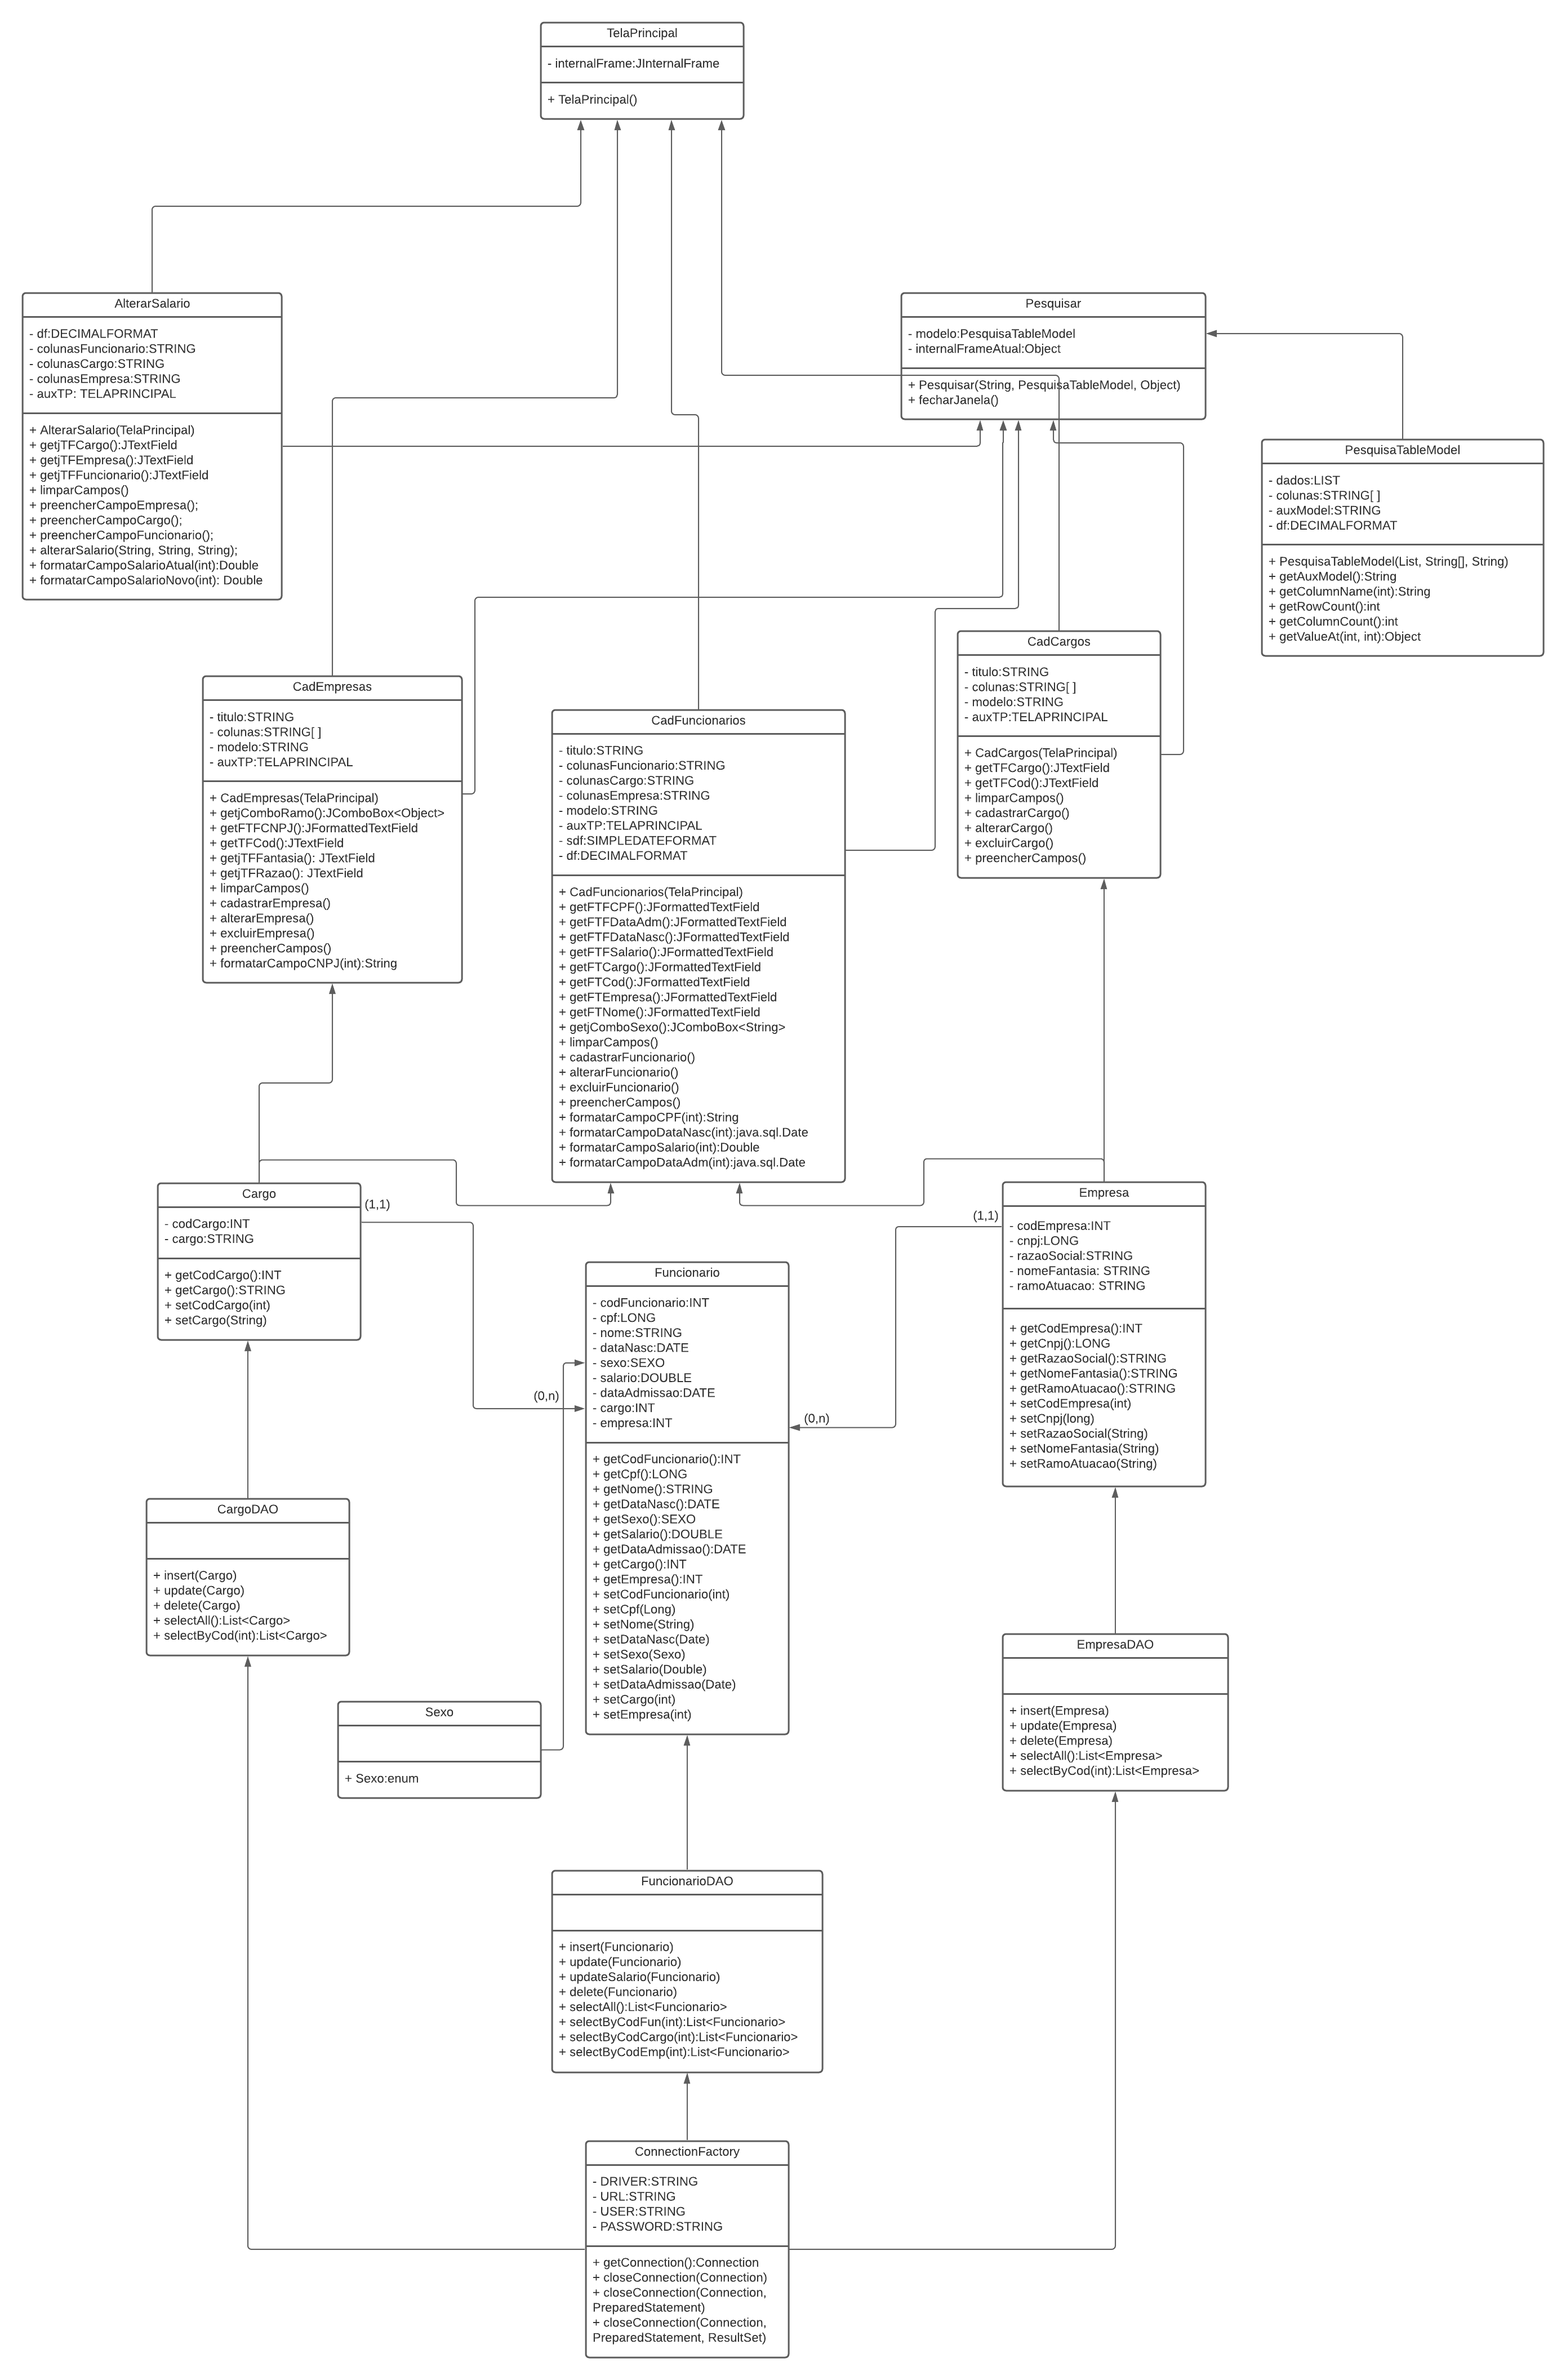 TelaPrincipal
- internalFrame:JInternalFrame
+ TelaPrincipal()
AlterarSalario
- df:DECIMALFORMAT
- colunasFuncionario:STRING
- colunasCargo:STRING
- colunasEmpresa:STRING
- auxTP: TELAPRINCIPAL
+ AlterarSalario(TelaPrincipal)
+ getjTFCargo():JTextField
+ getjTFEmpresa():JTextField
+ getjTFFuncionario():JTextField
+ limparCampos()
+ preencherCampoEmpresa();
+ preencherCampoCargo();
+ preencherCampoFuncionario();
+ alterarSalario(String, String, String);
+ formatarCampoSalarioAtual(int):Double
+ formatarCampoSalarioNovo(int): Double
Pesquisar
- modelo:PesquisaTableModel
- internalFrameAtual:Object
+ Pesquisar(String, PesquisaTableModel, Object)
+ fecharJanela()
PesquisaTableModel
- dados:LIST
- colunas:STRING[ ]
- auxModel:STRING
- df:DECIMALFORMAT
+ PesquisaTableModel(List, String[], String)
+ getAuxModel():String
+ getColumnName(int):String
+ getRowCount():int
+ getColumnCount():int
+ getValueAt(int, int):Object
CadEmpresas
- titulo:STRING
- colunas:STRING[ ]
- modelo:STRING
- auxTP:TELAPRINCIPAL
+ CadEmpresas(TelaPrincipal)
+ getjComboRamo():JComboBox<Object>
+ getFTFCNPJ():JFormattedTextField
+ getTFCod():JTextField
+ getjTFFantasia(): JTextField
+ getjTFRazao(): JTextField
+ limparCampos()
+ cadastrarEmpresa()
+ alterarEmpresa()
+ excluirEmpresa()
+ preencherCampos()
+ formatarCampoCNPJ(int):String
CadFuncionarios
- titulo:STRING
- colunasFuncionario:STRING
- colunasCargo:STRING
- colunasEmpresa:STRING
- modelo:STRING
- auxTP:TELAPRINCIPAL
- sdf:SIMPLEDATEFORMAT
- df:DECIMALFORMAT
+ CadFuncionarios(TelaPrincipal)
+ getFTFCPF():JFormattedTextField
+ getFTFDataAdm():JFormattedTextField
+ getFTFDataNasc():JFormattedTextField
+ getFTFSalario():JFormattedTextField
+ getFTCargo():JFormattedTextField
+ getFTCod():JFormattedTextField
+ getFTEmpresa():JFormattedTextField
+ getFTNome():JFormattedTextField
+ getjComboSexo():JComboBox<String>
+ limparCampos()
+ cadastrarFuncionario()
+ alterarFuncionario()
+ excluirFuncionario()
+ preencherCampos()
+ formatarCampoCPF(int):String
+ formatarCampoDataNasc(int):java.sql.Date
+ formatarCampoSalario(int):Double
+ formatarCampoDataAdm(int):java.sql.Date
CadCargos
- titulo:STRING
- colunas:STRING[ ]
- modelo:STRING
- auxTP:TELAPRINCIPAL
+ CadCargos(TelaPrincipal)
+ getTFCargo():JTextField
+ getTFCod():JTextField
+ limparCampos()
+ cadastrarCargo()
+ alterarCargo()
+ excluirCargo()
+ preencherCampos()
Cargo
- codCargo:INT
- cargo:STRING
+ getCodCargo():INT
+ getCargo():STRING
+ setCodCargo(int)
+ setCargo(String)
(1,1)
(0,n)
Funcionario
- codFuncionario:INT
- cpf:LONG
- nome:STRING
- dataNasc:DATE
- sexo:SEXO
- salario:DOUBLE
- dataAdmissao:DATE
- cargo:INT
- empresa:INT
+ getCodFuncionario():INT
+ getCpf():LONG
+ getNome():STRING
+ getDataNasc():DATE
+ getSexo():SEXO
+ getSalario():DOUBLE
+ getDataAdmissao():DATE
+ getCargo():INT
+ getEmpresa():INT
+ setCodFuncionario(int)
+ setCpf(Long)
+ setNome(String)
+ setDataNasc(Date)
+ setSexo(Sexo)
+ setSalario(Double)
+ setDataAdmissao(Date)
+ setCargo(int)
+ setEmpresa(int)
(1,1)
(0,n)
Empresa
- codEmpresa:INT
- cnpj:LONG
- razaoSocial:STRING
- nomeFantasia: STRING
- ramoAtuacao: STRING
+ getCodEmpresa():INT
+ getCnpj():LONG
+ getRazaoSocial():STRING
+ getNomeFantasia():STRING
+ getRamoAtuacao():STRING
+ setCodEmpresa(int)
+ setCnpj(long)
+ setRazaoSocial(String)
+ setNomeFantasia(String)
+ setRamoAtuacao(String)
CargoDAO
+ insert(Cargo)
+ update(Cargo)
+ delete(Cargo)
+ selectAll():List<Cargo>
+ selectByCod(int):List<Cargo>
Sexo
+ Sexo:enum
EmpresaDAO
+ insert(Empresa)
+ update(Empresa)
+ delete(Empresa)
+ selectAll():List<Empresa>
+ selectByCod(int):List<Empresa>
FuncionarioDAO
+ insert(Funcionario)
+ update(Funcionario)
+ updateSalario(Funcionario)
+ delete(Funcionario)
+ selectAll():List<Funcionario>
+ selectByCodFun(int):List<Funcionario>
+ selectByCodCargo(int):List<Funcionario>
+ selectByCodEmp(int):List<Funcionario>
ConnectionFactory
- DRIVER:STRING
- URL:STRING
- USER:STRING
- PASSWORD:STRING
+ getConnection():Connection
+ closeConnection(Connection)
+ closeConnection(Connection,
PreparedStatement)
+ closeConnection(Connection,
PreparedStatement, ResultSet)